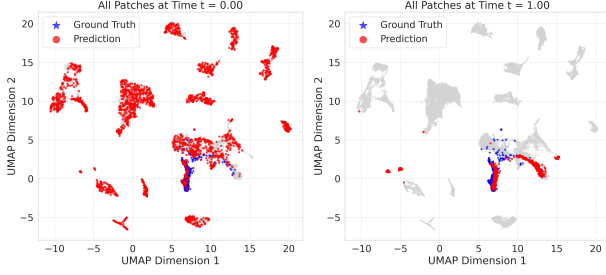 All Patches at Time t = 0.00
Ground Truth
Prediction
UMAP Dimension 2
20
15
10
5
0
−5
−10 −5 0 5 10 15 20
UMAP Dimension 1
All Patches at Time t = 1.00
Ground Truth
Prediction
UMAP Dimension 2
20
15
10
5
0
−5
−10 −5 0 5 10 15 20
UMAP Dimension 1